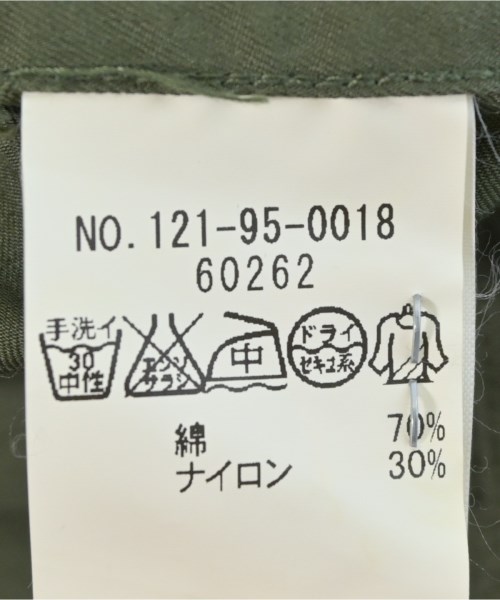 NO. 121-95-0018
60262
手洗イ
30
中性
エンソ
サラシ
中
ドライ
セキユ系
綿 70%
ナイロン 30%